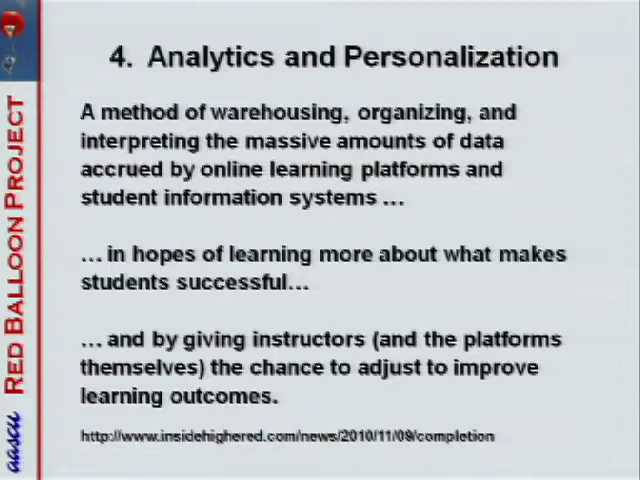 4. Analytics and Personalization
A method of warehousing, organizing, and
interpreting the massive amounts of data
accrued by online learning platforms and
student information systems …
… in hopes of learning more about what makes
students successful…
… and by giving instructors (and the platforms
themselves) the chance to adjust to improve
learning outcomes.
http://www.insidehighered.com/news/2010/11/09/completion
aascu RED BALLOON PROJECT